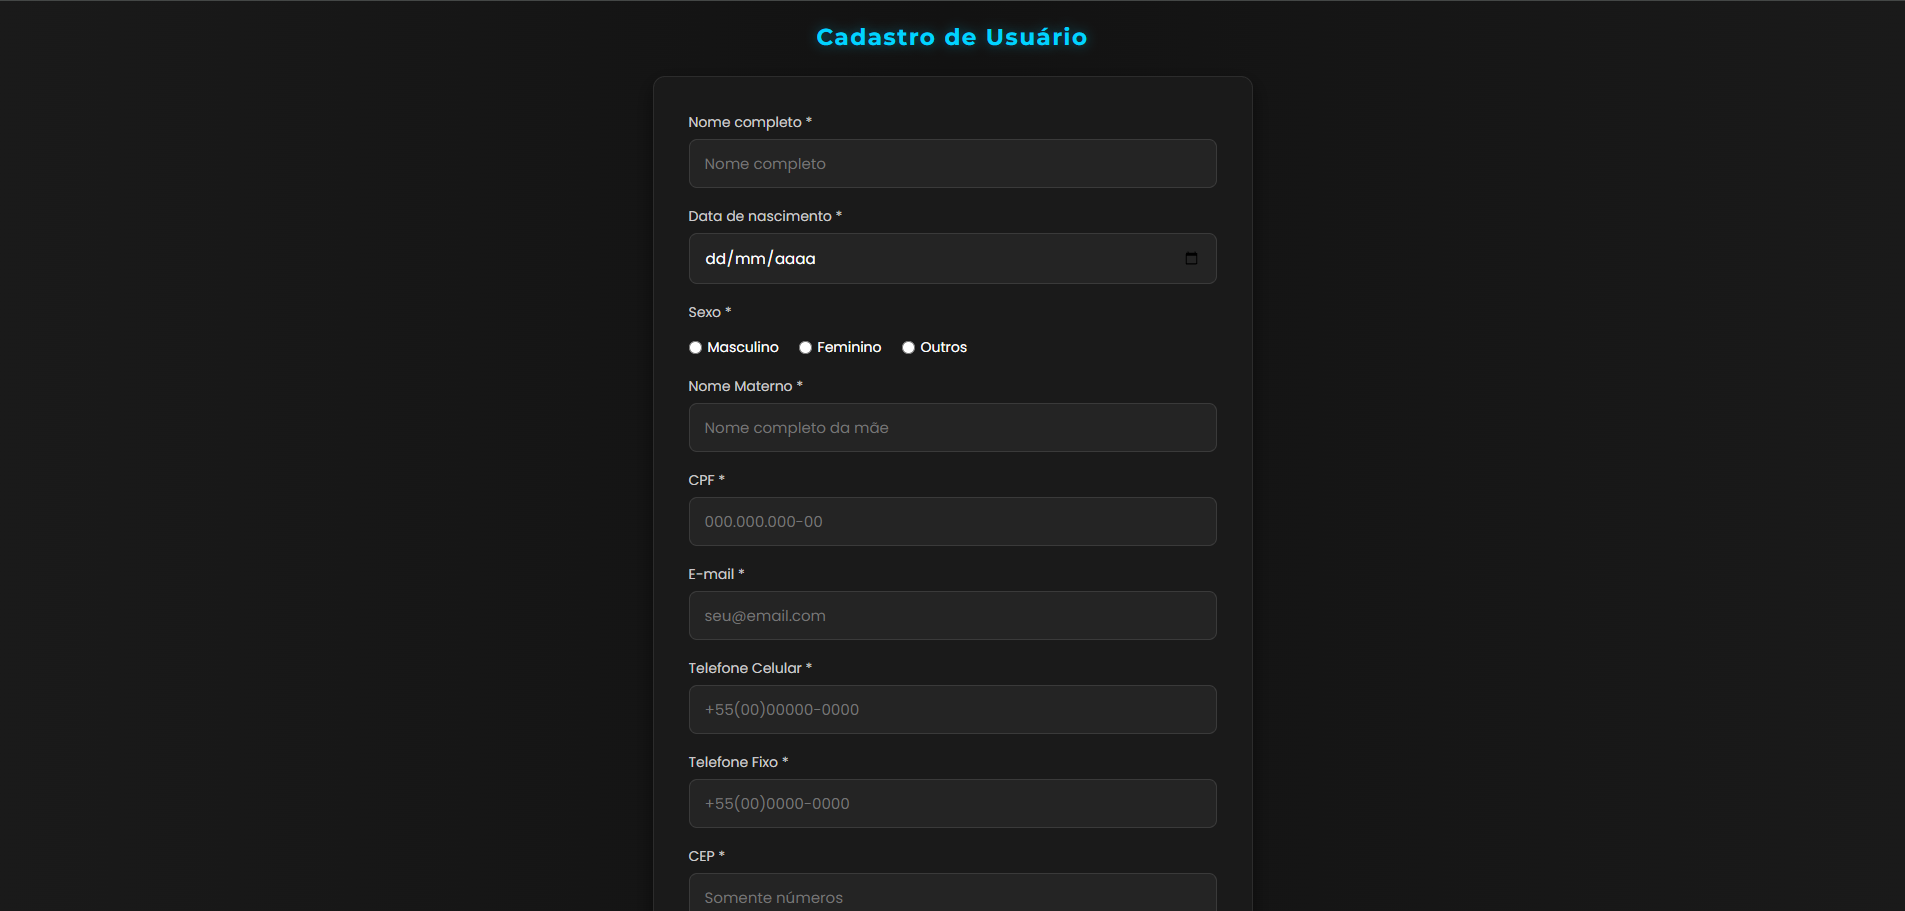 Cadastro de Usuário
Nome completo *
Nome completo
Data de nascimento *
dd/mm/aaaa
Sexo *
Masculino Feminino Outros
Nome Materno *
Nome completo da mãe
CPF *
000.000.000-00
E-mail *
seu@email.com
Telefone Celular *
+55(00)00000-0000
Telefone Fixo *
+55(00)0000-0000
CEP *
Somente números